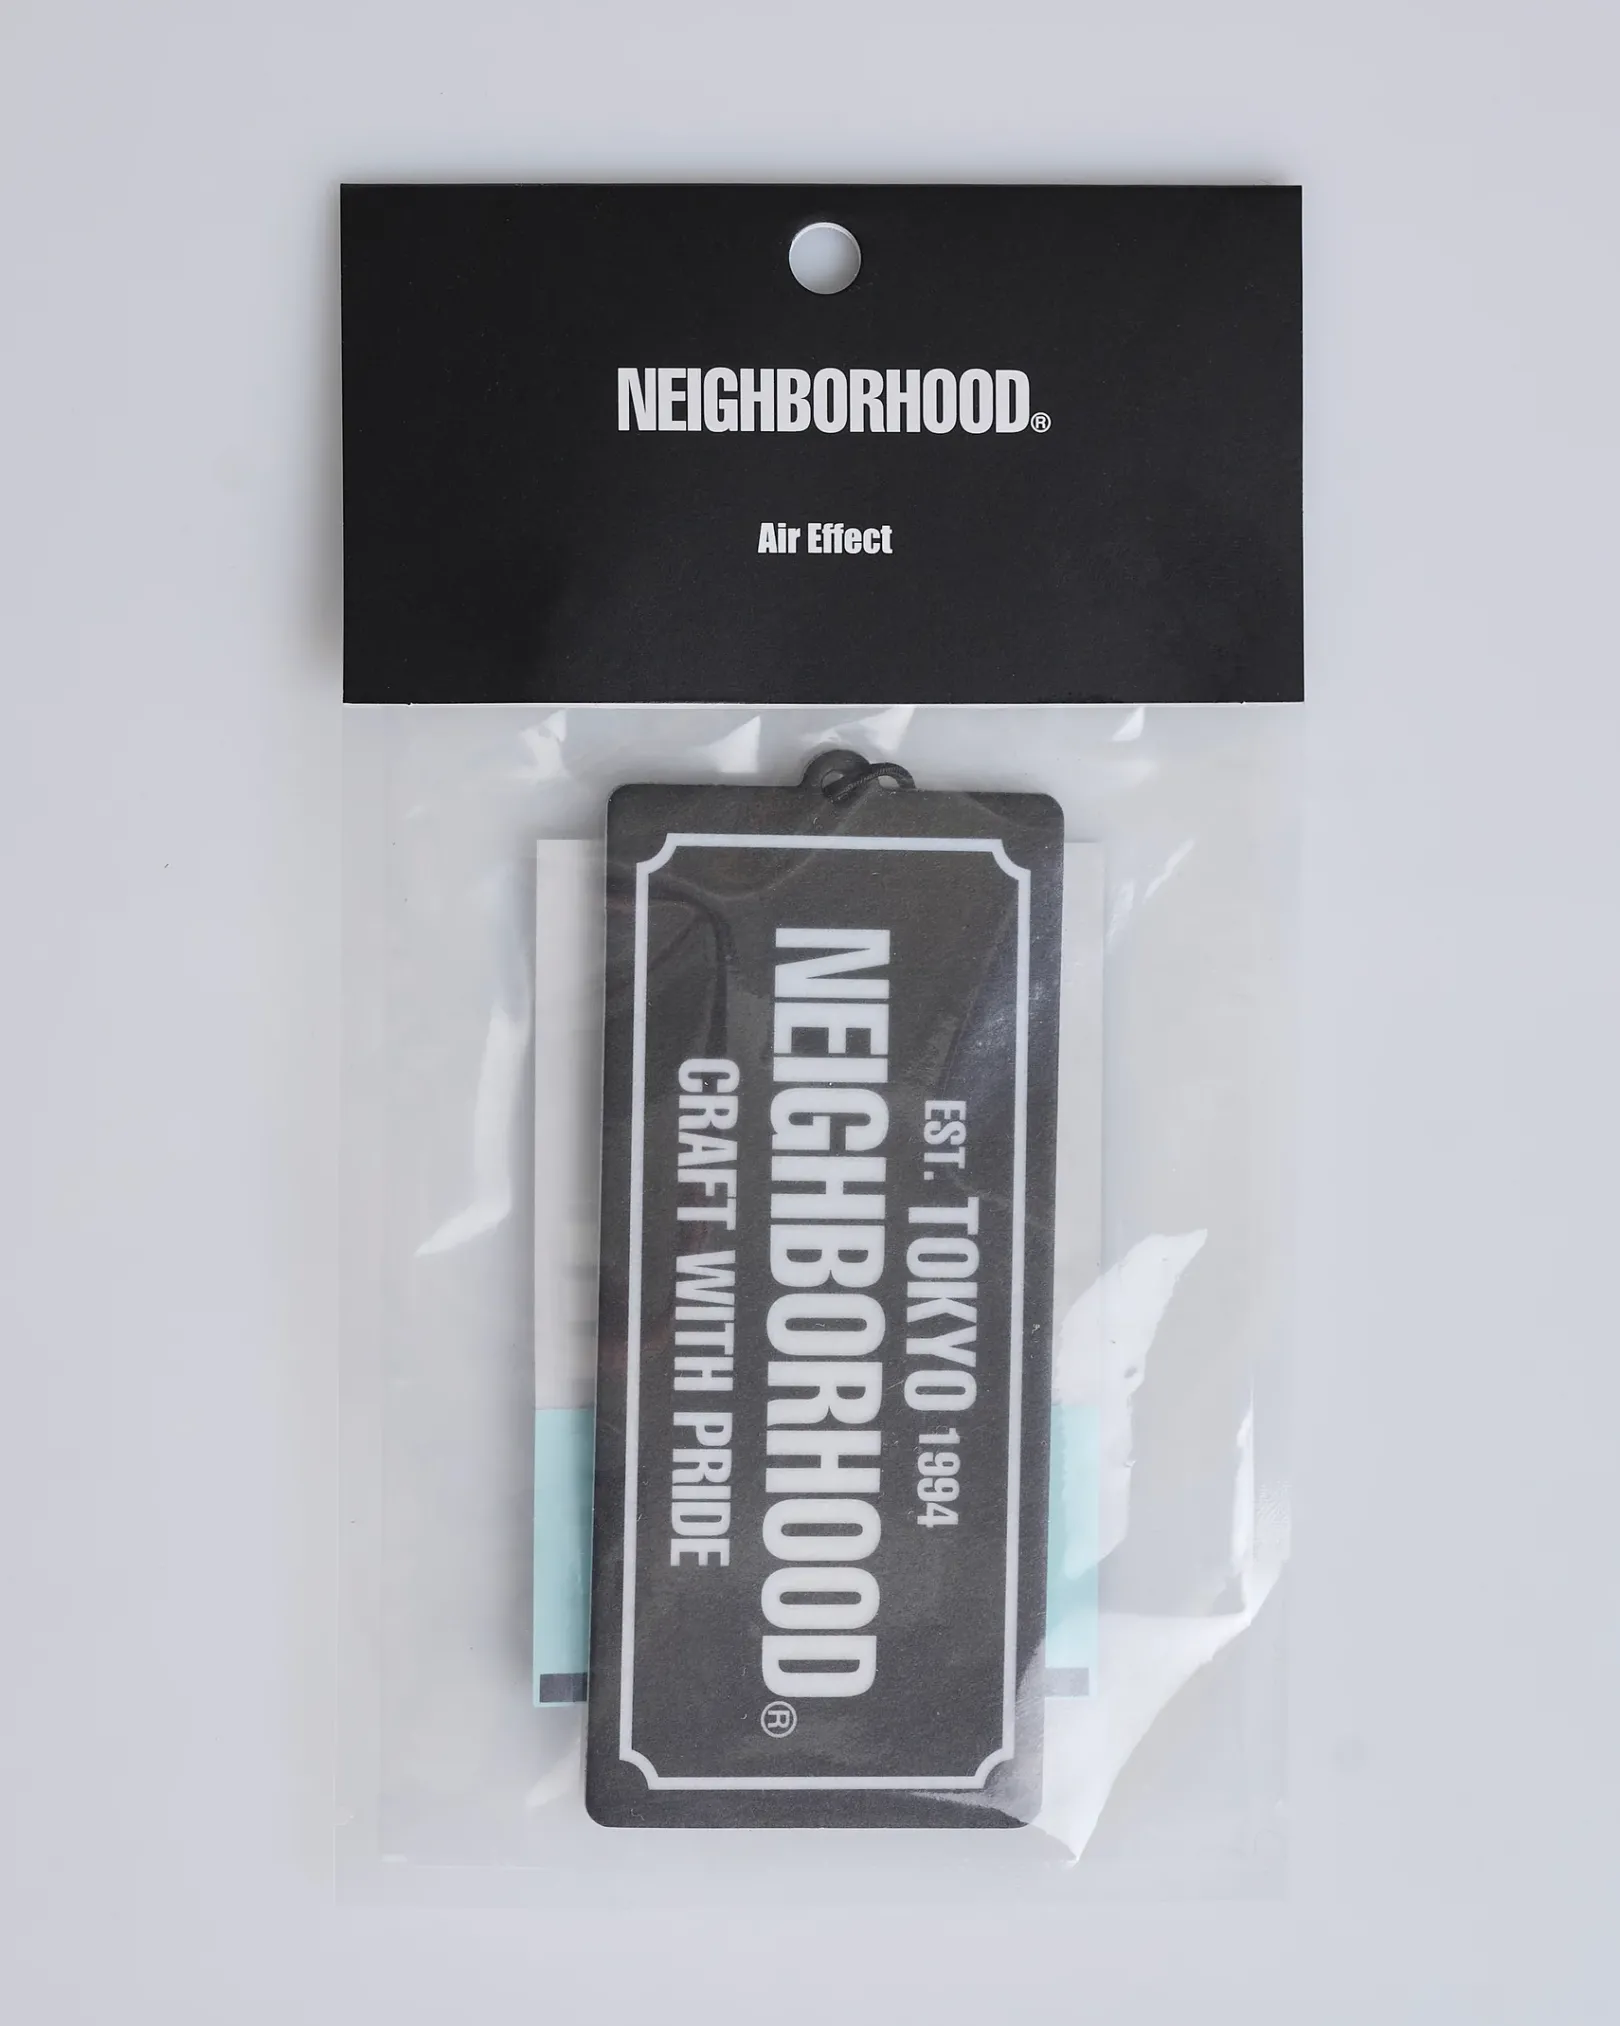 NEIGHBORHOOD®
Air Effect
EST. TOKYO 1994
NEIGHBORHOOD®
CRAFT WITH PRIDE